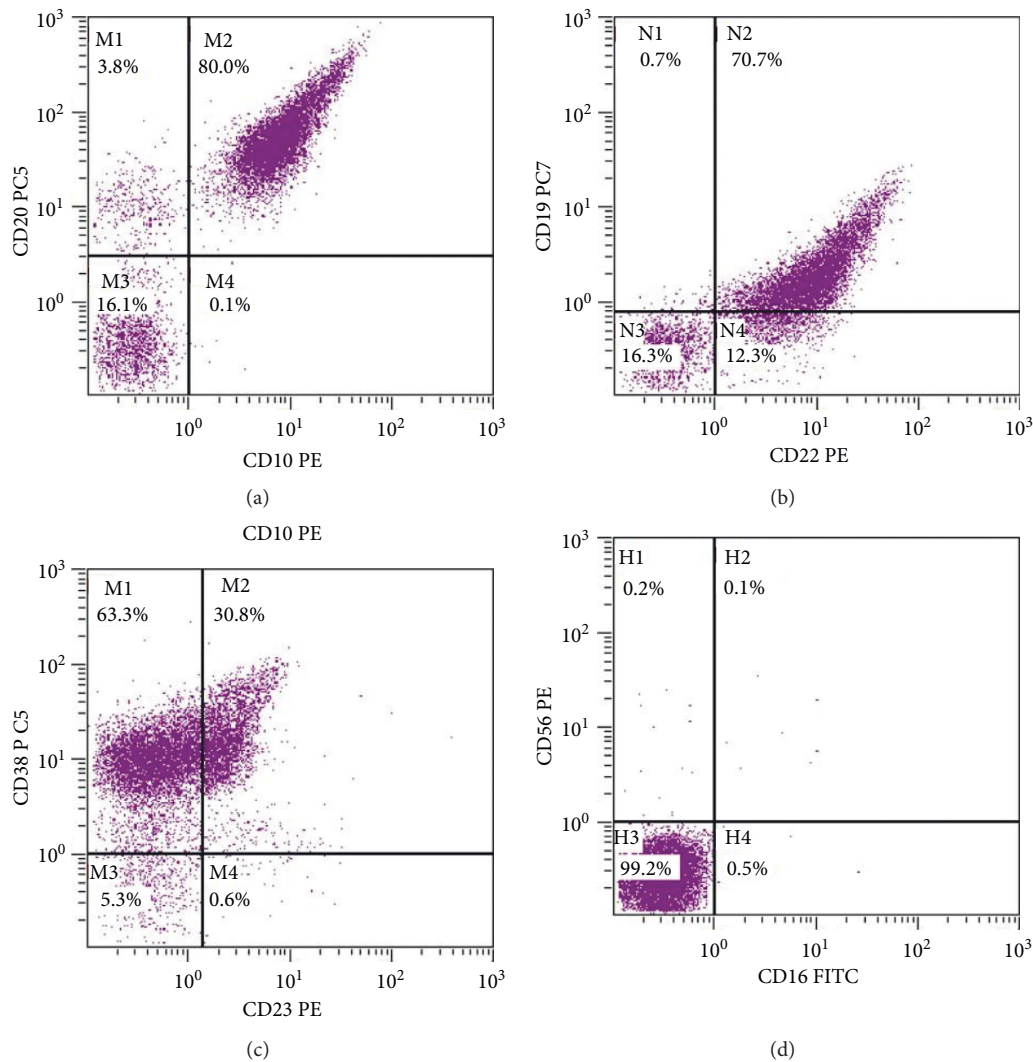 10³
M1
M2
3.8%
80.0%
10²
CD20 PC5
10¹
M3
M4
16.1%
0.1%
10⁰
10⁰ 10¹ 10² 10³
CD10 PE
(a)
10³
N1
N2
0.7%
70.7%
10²
CD19 PC7
10¹
10⁰
N3
N4
16.3%
12.3%
10⁰ 10¹ 10² 10³
CD22 PE
(b)
CD10 PE
10³
M1
M2
63.3%
30.8%
10²
CD38 P C5
10¹
10⁰
M3
M4
5.3%
0.6%
10⁰ 10¹ 10² 10³
CD23 PE
(c)
10³
H1
H2
0.2%
0.1%
10²
CD56 PE
10¹
10⁰
H3
H4
99.2%
0.5%
10⁰ 10¹ 10² 10³
CD16 FITC
(d)